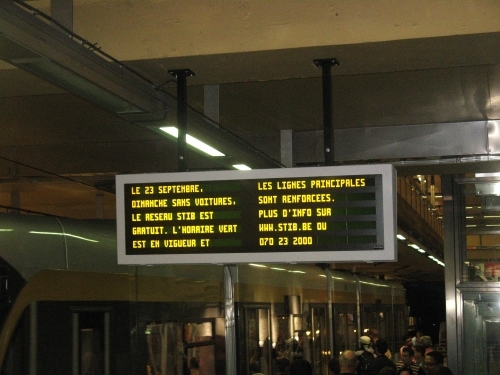 LE 23 SEPTEMBRE,
DIMANCHE SANS VOITURES,
LE RESEAU STIB EST
GRATUIT. L'HORAIRE VERT
EST EN VIGUEUR ET
LES LIGNES PRINCIPALES
SONT RENFORCEES.
PLUS D'INFO SUR
WWW.STIB.BE OU
070 23 2000